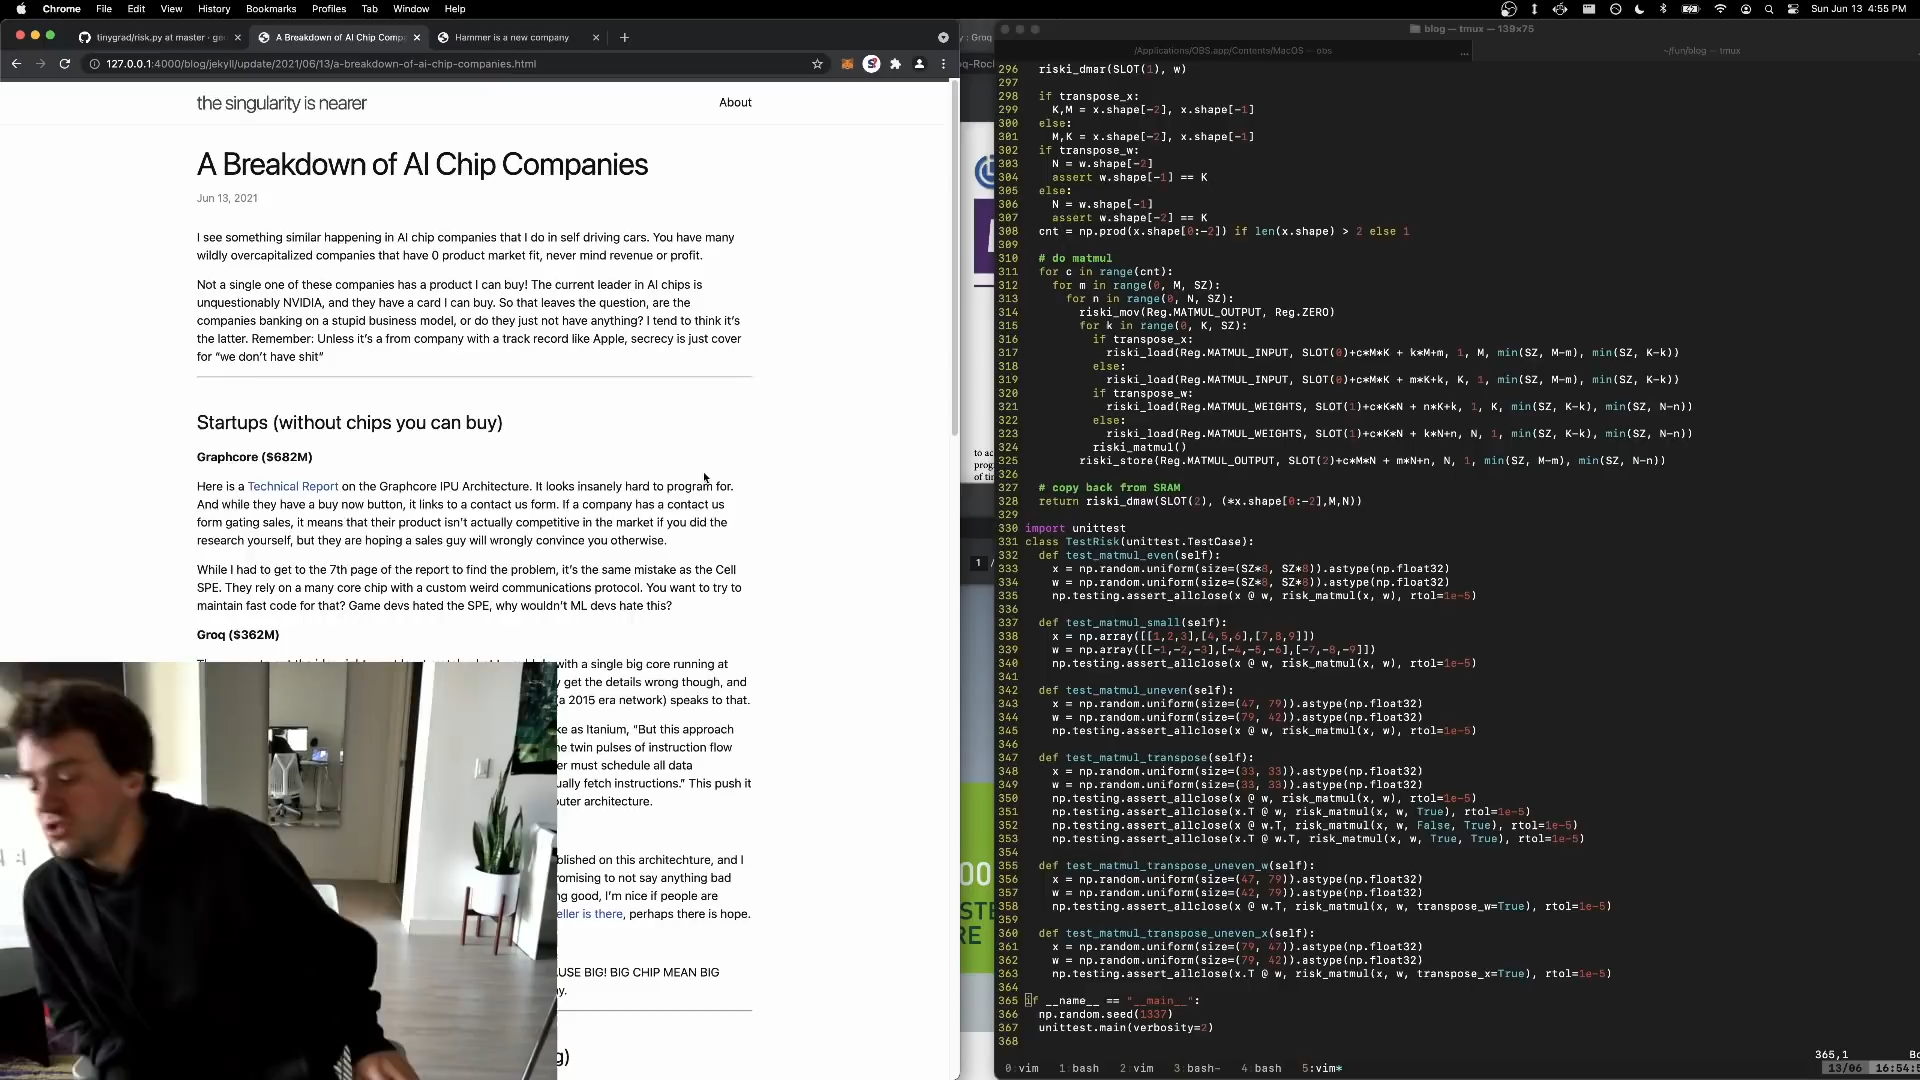 Chrome File Edit View History Bookmarks Profiles Tab Window Help
Sun Jun 13 4:55 PM
tinygrad/risk.py at master · geo
A Breakdown of AI Chip Comp
Hammer is a new company
127.0.0.1:4000/blog/jekyll/update/2021/06/13/a-breakdown-of-ai-chip-companies.html
the singularity is nearer
About
A Breakdown of AI Chip Companies
Jun 13, 2021
I see something similar happening in AI chip companies that I do in self driving cars. You have many
wildly overcapitalized companies that have 0 product market fit, never mind revenue or profit.
Not a single one of these companies has a product I can buy! The current leader in AI chips is
unquestionably NVIDIA, and they have a card I can buy. So that leaves the question, are the
companies banking on a stupid business model, or do they just not have anything? I tend to think it's
the latter. Remember: Unless it's a from company with a track record like Apple, secrecy is just cover
for "we don't have shit"
Startups (without chips you can buy)
Graphcore ($682M)
Here is a Technical Report on the Graphcore IPU Architecture. It looks insanely hard to program for.
And while they have a buy now button, it links to a contact us form. If a company has a contact us
form gating sales, it means that their product isn't actually competitive in the market if you did the
research yourself, but they are hoping a sales guy will wrongly convince you otherwise.
While I had to get to the 7th page of the report to find the problem, it's the same mistake as the Cell
SPE. They rely on a many core chip with a custom weird communications protocol. You want to try to
maintain fast code for that? Game devs hated the SPE, why wouldn't ML devs hate this?
Groq ($362M)
with a single big core running at
get the details wrong though, and
(a 2015 era network) speaks to that.
as Itanium, "But this approach
twin pulses of instruction flow
must schedule all data
fetch instructions." This push it
architecture.
on this architechture, and I
to not say anything bad
good, I'm nice if people are
is there, perhaps there is hope.
BIG! BIG CHIP MEAN BIG
blog — tmux — 139×75
/Applications/OBS.app/Contents/MacOS — obs
...
~/fun/blog — tmux
296 riski_dmar(SLOT(1), w)
297
298 if transpose_x:
299 K,M = x.shape[-2], x.shape[-1]
300 else:
301 M,K = x.shape[-2], x.shape[-1]
302 if transpose_w:
303 N = w.shape[-2]
304 assert w.shape[-1] == K
305 else:
306 N = w.shape[-1]
307 assert w.shape[-2] == K
308 cnt = np.prod(x.shape[0:-2]) if len(x.shape) > 2 else 1
309
310 # do matmul
311 for c in range(cnt):
312 for m in range(0, M, SZ):
313 for n in range(0, N, SZ):
314 riski_mov(Reg.MATMUL_OUTPUT, Reg.ZERO)
315 for k in range(0, K, SZ):
316 if transpose_x:
317 riski_load(Reg.MATMUL_INPUT, SLOT(0)+c*M*K + k*M+m, 1, M, min(SZ, M-m), min(SZ, K-k))
318 else:
319 riski_load(Reg.MATMUL_INPUT, SLOT(0)+c*M*K + m*K+k, K, 1, min(SZ, M-m), min(SZ, K-k))
320 if transpose_w:
321 riski_load(Reg.MATMUL_WEIGHTS, SLOT(1)+c*K*N + n*K+k, 1, K, min(SZ, K-k), min(SZ, N-n))
322 else:
323 riski_load(Reg.MATMUL_WEIGHTS, SLOT(1)+c*K*N + k*N+n, N, 1, min(SZ, K-k), min(SZ, N-n))
324 riski_matmul()
325 riski_store(Reg.MATMUL_OUTPUT, SLOT(2)+c*M*N + m*N+n, N, 1, min(SZ, M-m), min(SZ, N-n))
326
327 # copy back from SRAM
328 return riski_dmaw(SLOT(2), (*x.shape[0:-2],M,N))
329
330 import unittest
331 class TestRisk(unittest.TestCase):
332 def test_matmul_even(self):
333 x = np.random.uniform(size=(SZ*8, SZ*8)).astype(np.float32)
334 w = np.random.uniform(size=(SZ*8, SZ*8)).astype(np.float32)
335 np.testing.assert_allclose(x @ w, risk_matmul(x, w), rtol=1e-5)
336
337 def test_matmul_small(self):
338 x = np.array([[1,2,3],[4,5,6],[7,8,9]])
339 w = np.array([[-1,-2,-3],[-4,-5,-6],[-7,-8,-9]])
340 np.testing.assert_allclose(x @ w, risk_matmul(x, w), rtol=1e-5)
341
342 def test_matmul_uneven(self):
343 x = np.random.uniform(size=(47, 79)).astype(np.float32)
344 w = np.random.uniform(size=(79, 42)).astype(np.float32)
345 np.testing.assert_allclose(x @ w, risk_matmul(x, w), rtol=1e-5)
346
347 def test_matmul_transpose(self):
348 x = np.random.uniform(size=(33, 33)).astype(np.float32)
349 w = np.random.uniform(size=(33, 33)).astype(np.float32)
350 np.testing.assert_allclose(x @ w, risk_matmul(x, w), rtol=1e-5)
351 np.testing.assert_allclose(x.T @ w, risk_matmul(x, w, True), rtol=1e-5)
352 np.testing.assert_allclose(x @ w.T, risk_matmul(x, w, False, True), rtol=1e-5)
353 np.testing.assert_allclose(x.T @ w.T, risk_matmul(x, w, True, True), rtol=1e-5)
354
355 def test_matmul_transpose_uneven_w(self):
356 x = np.random.uniform(size=(47, 79)).astype(np.float32)
357 w = np.random.uniform(size=(42, 79)).astype(np.float32)
358 np.testing.assert_allclose(x @ w.T, risk_matmul(x, w, transpose_w=True), rtol=1e-5)
359
360 def test_matmul_transpose_uneven_x(self):
361 x = np.random.uniform(size=(79, 47)).astype(np.float32)
362 w = np.random.uniform(size=(79, 42)).astype(np.float32)
363 np.testing.assert_allclose(x.T @ w, risk_matmul(x, w, transpose_x=True), rtol=1e-5)
364
365 if __name__ == "__main__":
366 np.random.seed(1337)
367 unittest.main(verbosity=2)
368
365,1
0:vim 1:bash 2:vim 3:bash- 4:bash 5:vim*
13/06